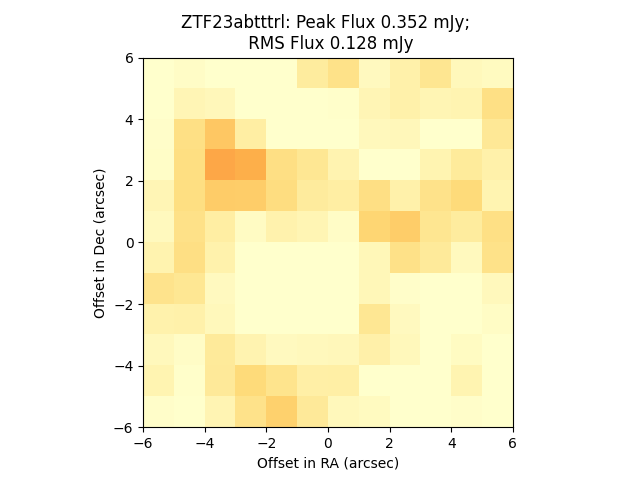 ZTF23abtttrl: Peak Flux 0.352 mJy;
RMS Flux 0.128 mJy
6
4
2
0
−2
−4
−6
Offset in Dec (arcsec)
−6 −4 −2 0 2 4 6
Offset in RA (arcsec)